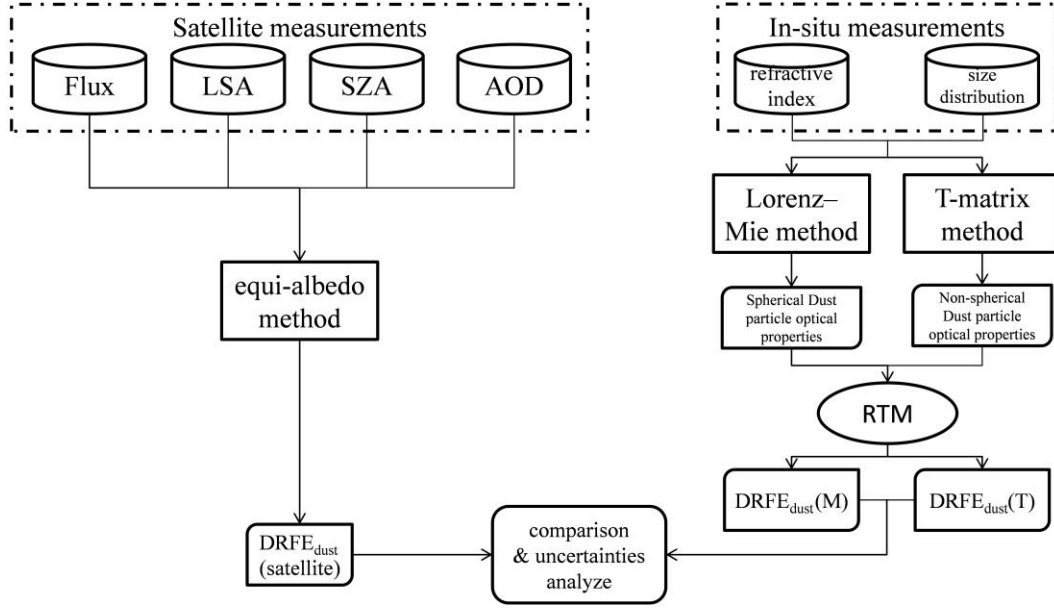 Satellite measurements
Flux
LSA
SZA
AOD
equi-albedo
method
DRFEdust
(satellite)
In-situ measurements
refractive
index
size
distribution
Lorenz–
Mie method
T-matrix
method
Spherical Dust
particle optical
properties
Non-spherical
Dust particle
optical properties
RTM
DRFEdust(M)
DRFEdust(T)
comparison
& uncertainties
analyze